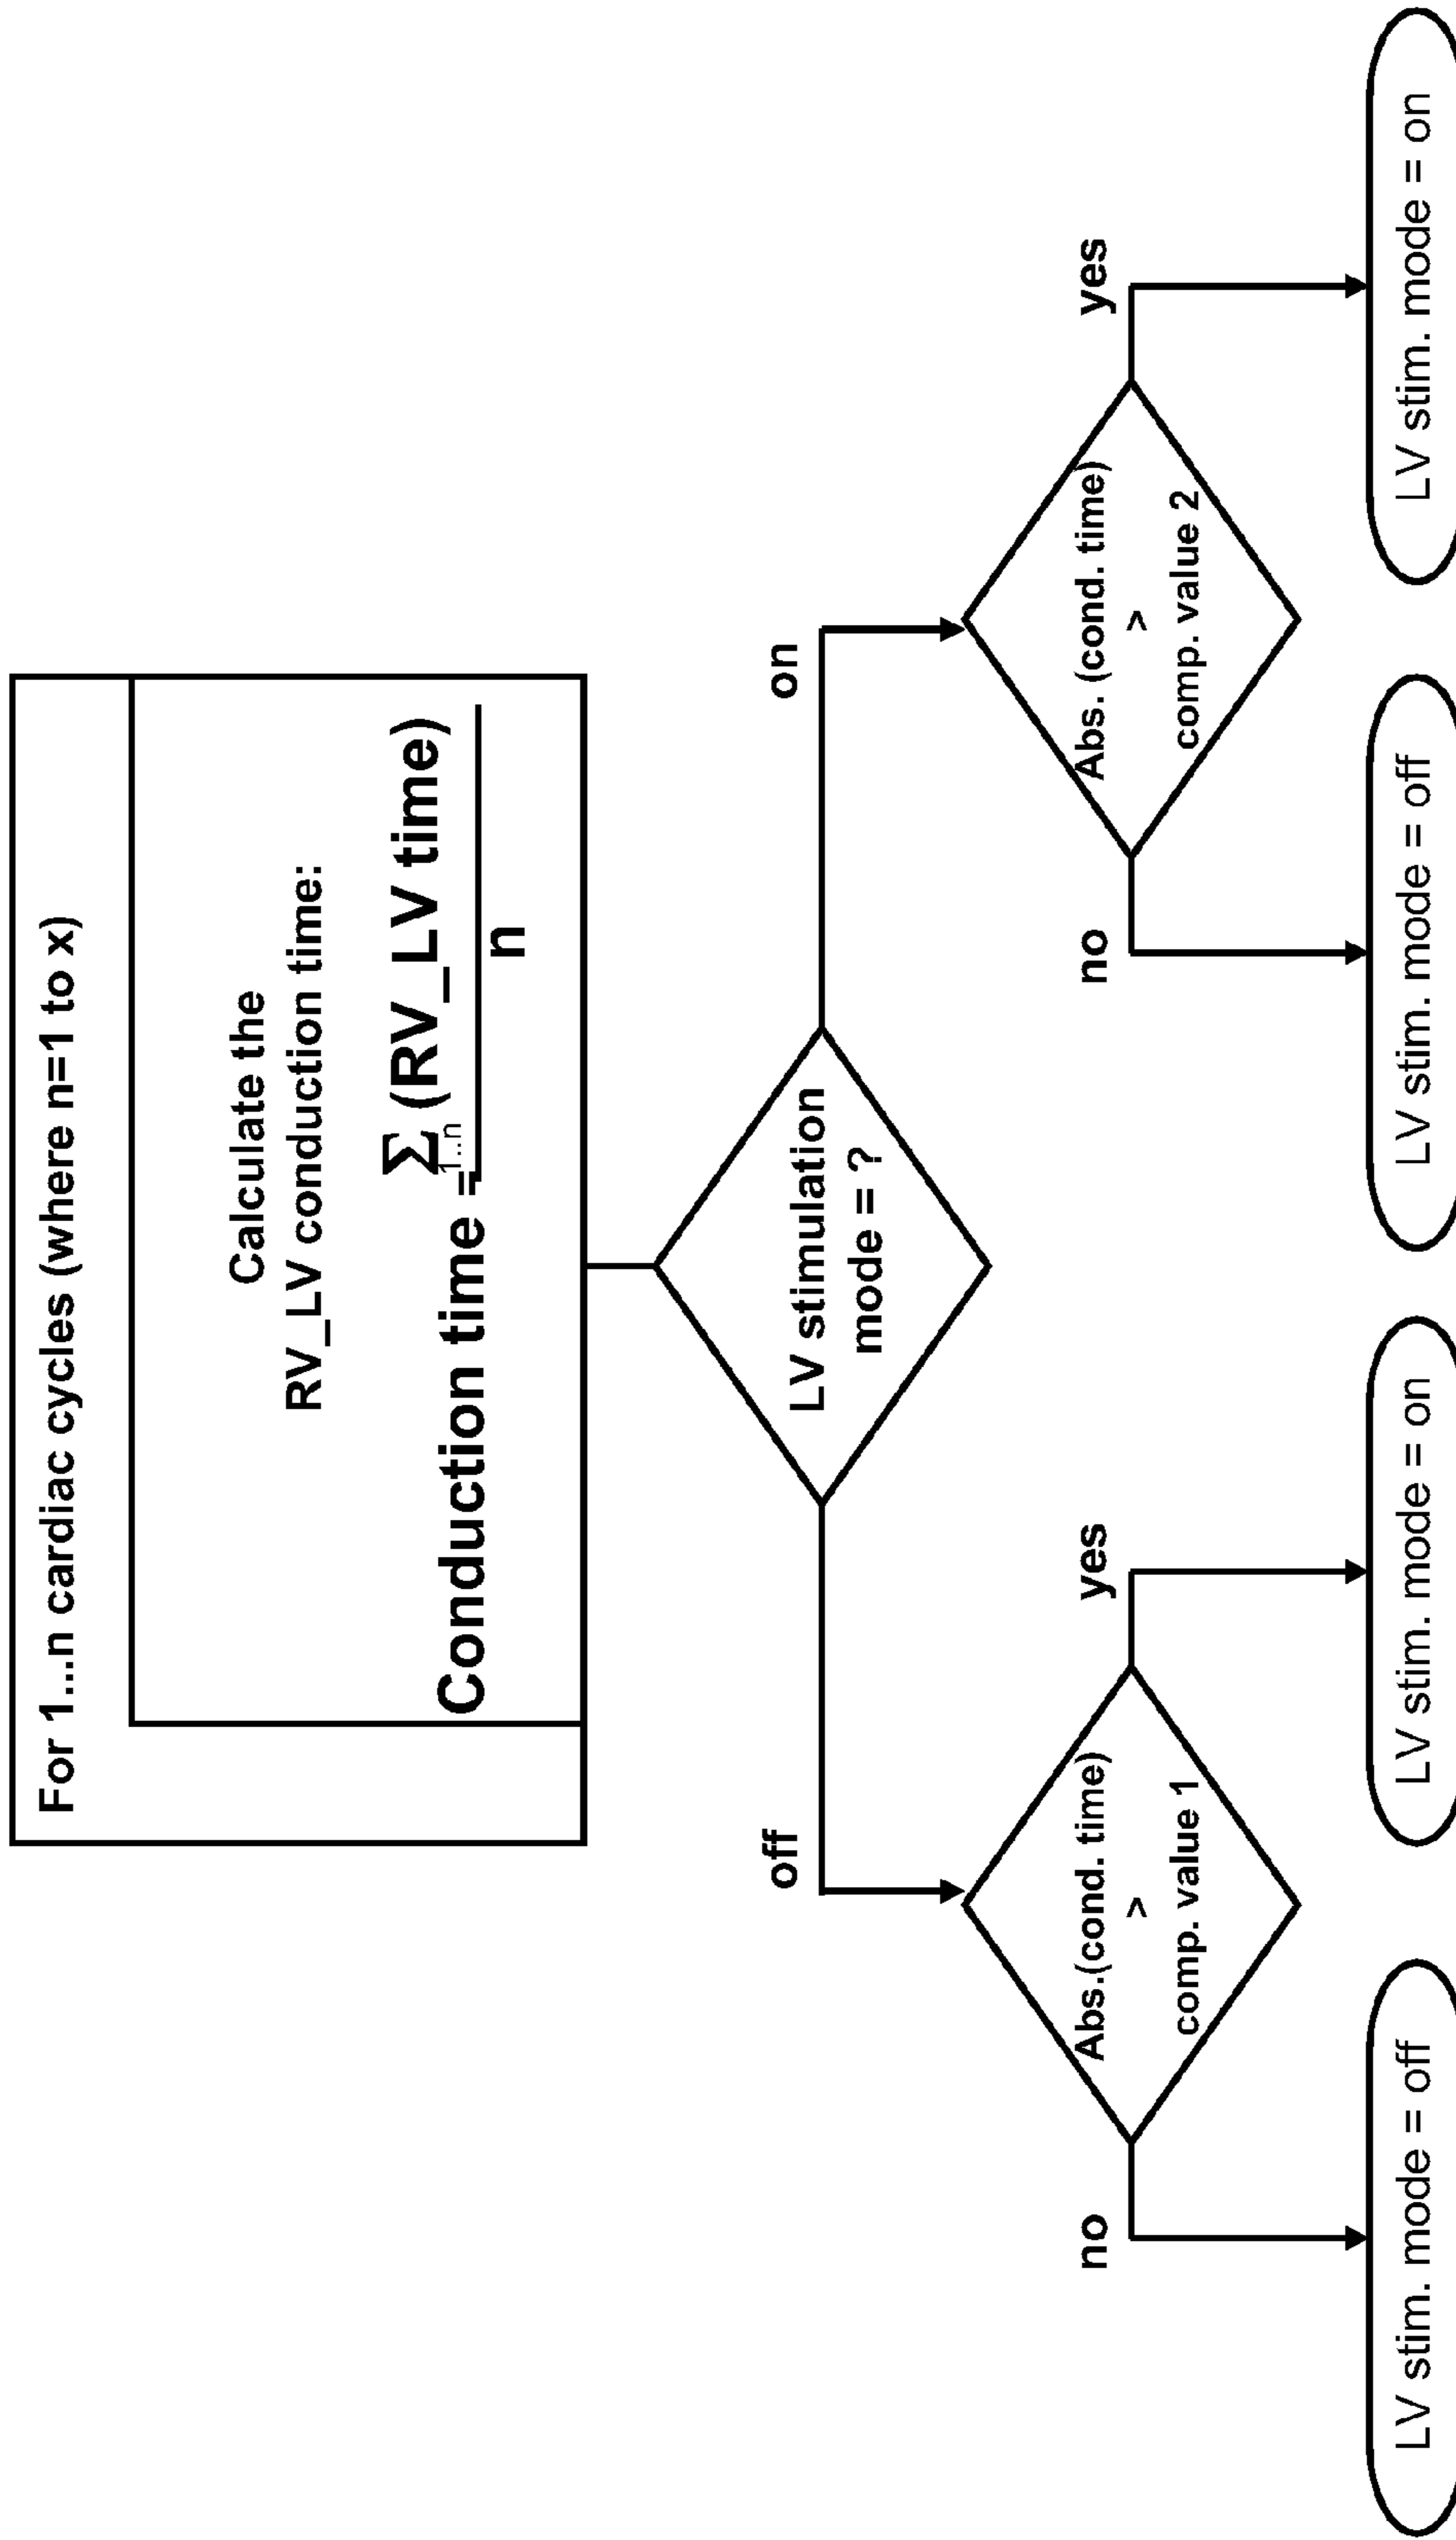 For 1...n cardiac cycles (where n=1 to x)
Calculate the
RV_LV conduction time:
Conduction time = Σ (RV_LV time)
1..n
n
LV stimulation
mode = ?
off
on
Abs.(cond. time)
>
comp. value 1
Abs. (cond. time)
>
comp. value 2
no
yes
no
yes
LV stim. mode = off
LV stim. mode = on
LV stim. mode = off
LV stim. mode = on